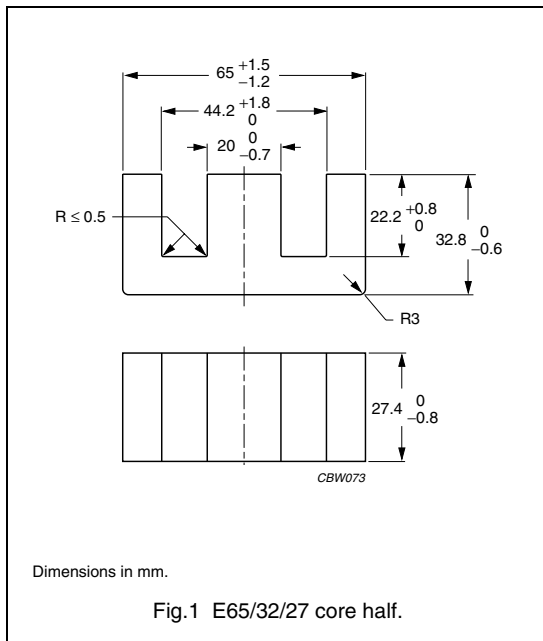 65 +1.5 −1.2
44.2 +1.8 0
20 0 −0.7
R ≤ 0.5
22.2 +0.8 0
32.8 0 −0.6
R3
27.4 0 −0.8
CBW073
Dimensions in mm.
Fig.1 E65/32/27 core half.